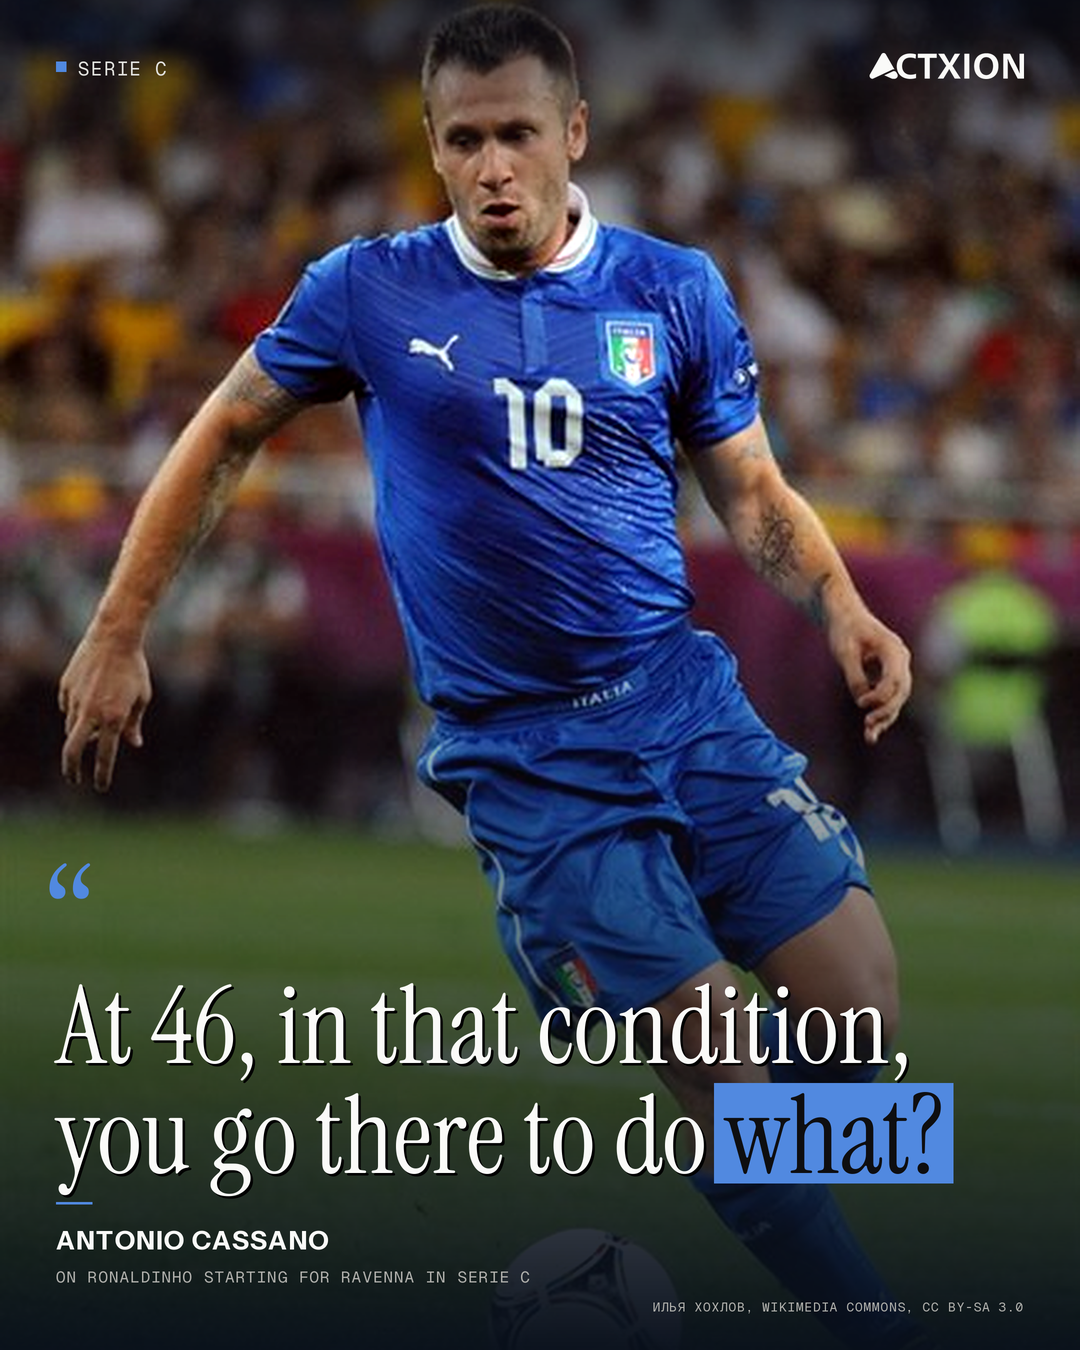 SERIE C
ACTXION
ITALIA
10
ITALIA
“
At 46, in that condition,
you go there to do what?
ANTONIO CASSANO
ON RONALDINHO STARTING FOR RAVENNA IN SERIE C
ИЛЬЯ ХОХЛОВ, WIKIMEDIA COMMONS, CC BY-SA 3.0